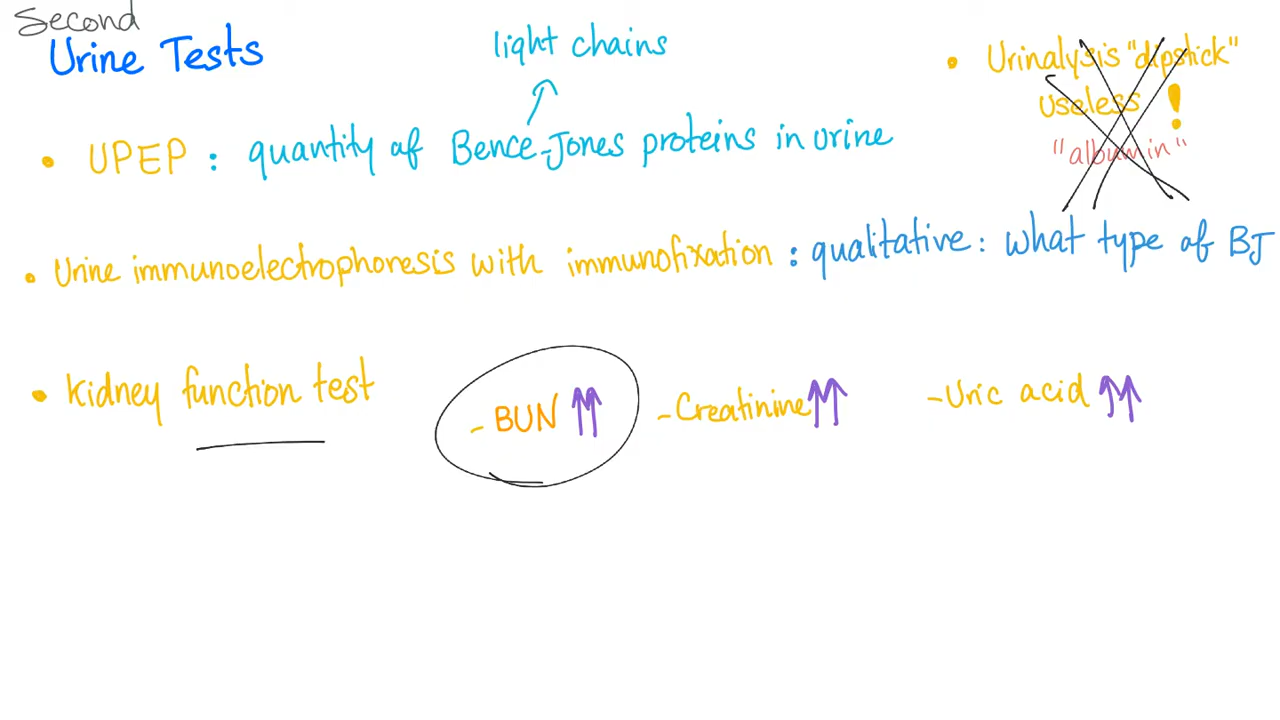 Second
Urine Tests
light chains
• Urinalysis "dipstick"
useless !
"albumin"
• UPEP : quantity of Bence-Jones proteins in urine
• Urine immunoelectrophoresis with immunofixation : qualitative : what type of BJ
• Kidney function test
- BUN ↑↑
- Creatinine ↑↑
- Uric acid ↑↑